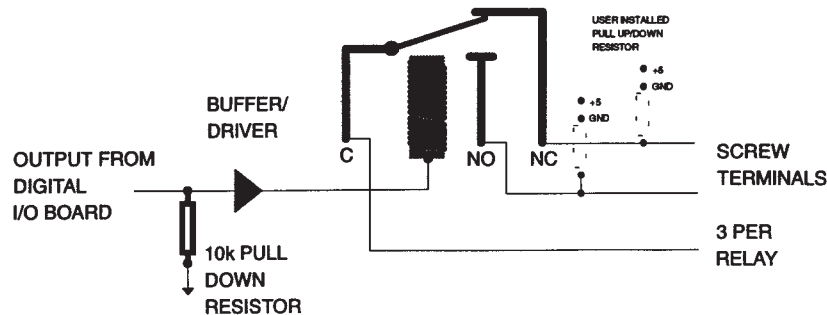 USER INSTALLED
PULL UP/DOWN
RESISTOR
+5
GND
+5
GND
BUFFER/
DRIVER
C
NO
NC
OUTPUT FROM
DIGITAL
I/O BOARD
SCREW
TERMINALS
10k PULL
DOWN
RESISTOR
3 PER
RELAY